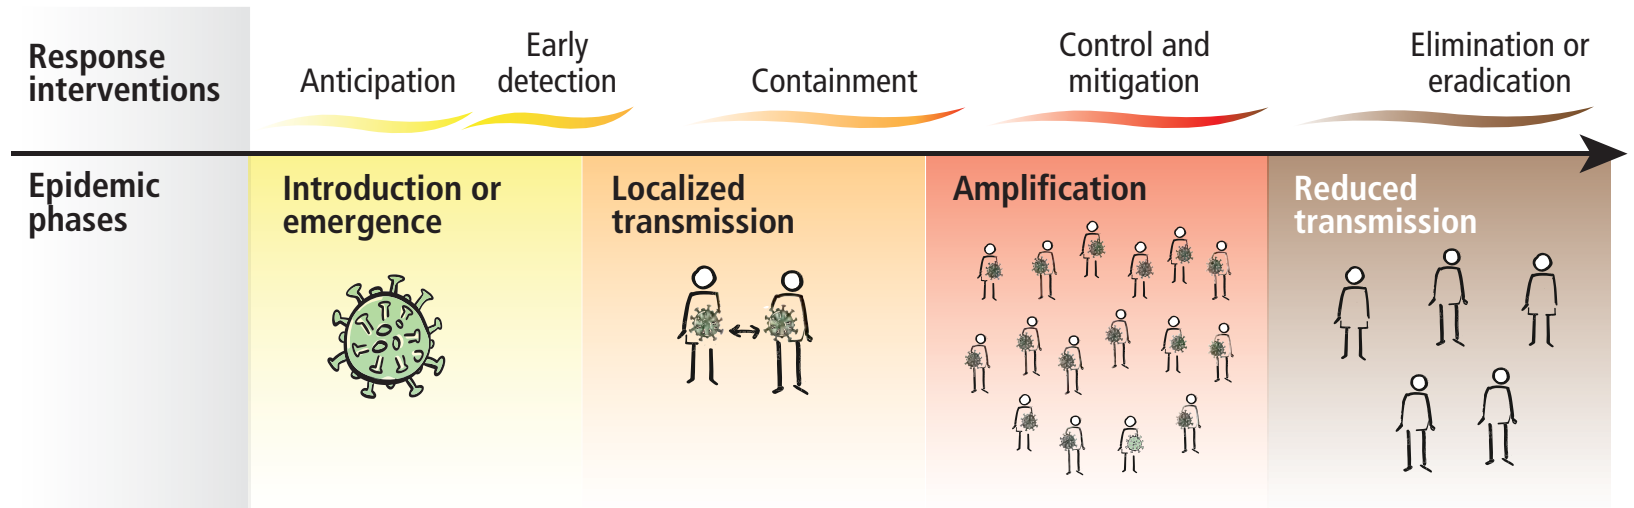 Response
interventions
Anticipation
Early
detection
Containment
Control and
mitigation
Elimination or
eradication
Epidemic
phases
Introduction or
emergence
Localized
transmission
Amplification
Reduced
transmission